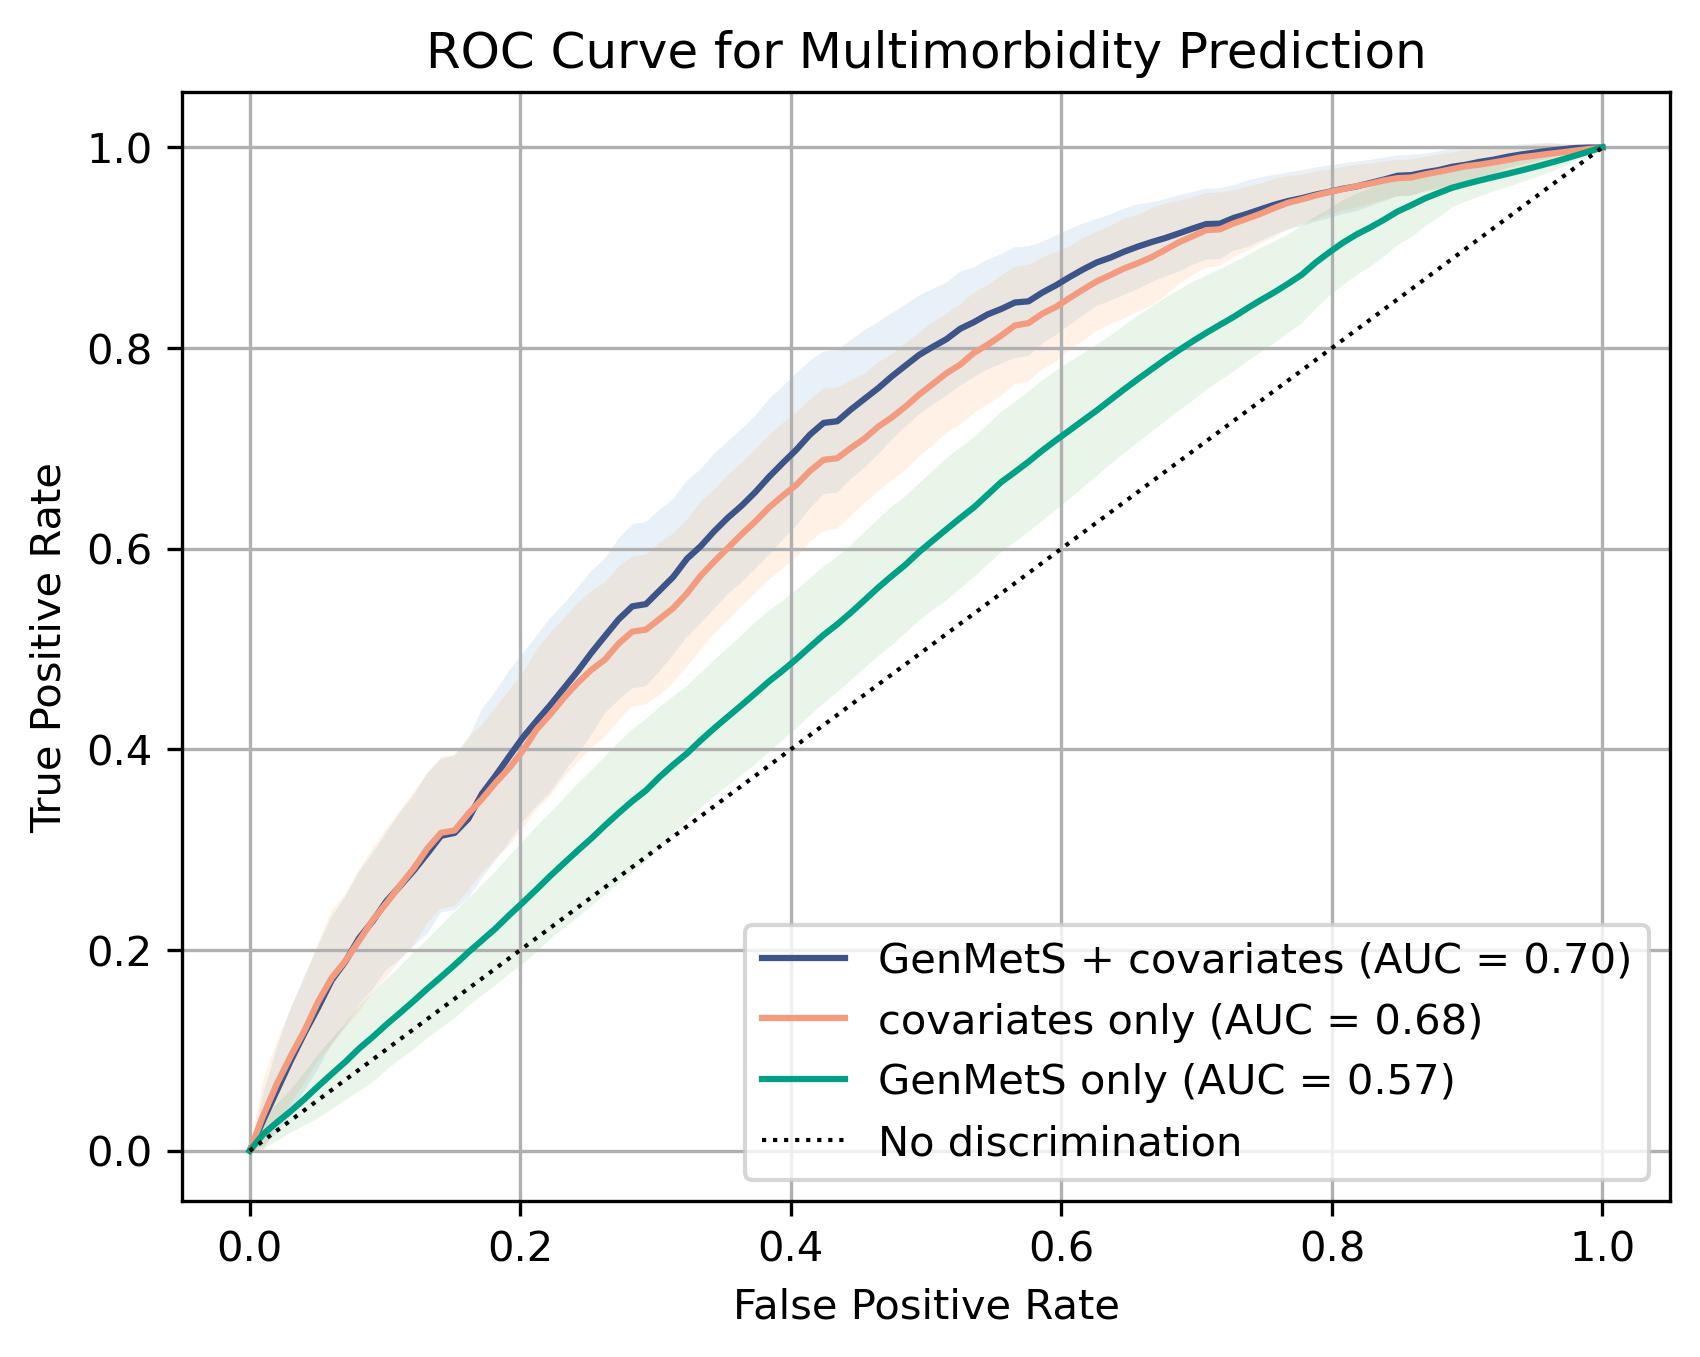 ROC Curve for Multimorbidity Prediction
True Positive Rate
1.0
0.8
0.6
0.4
0.2
0.0
GenMetS + covariates (AUC = 0.70)
covariates only (AUC = 0.68)
GenMetS only (AUC = 0.57)
No discrimination
0.0 0.2 0.4 0.6 0.8 1.0
False Positive Rate